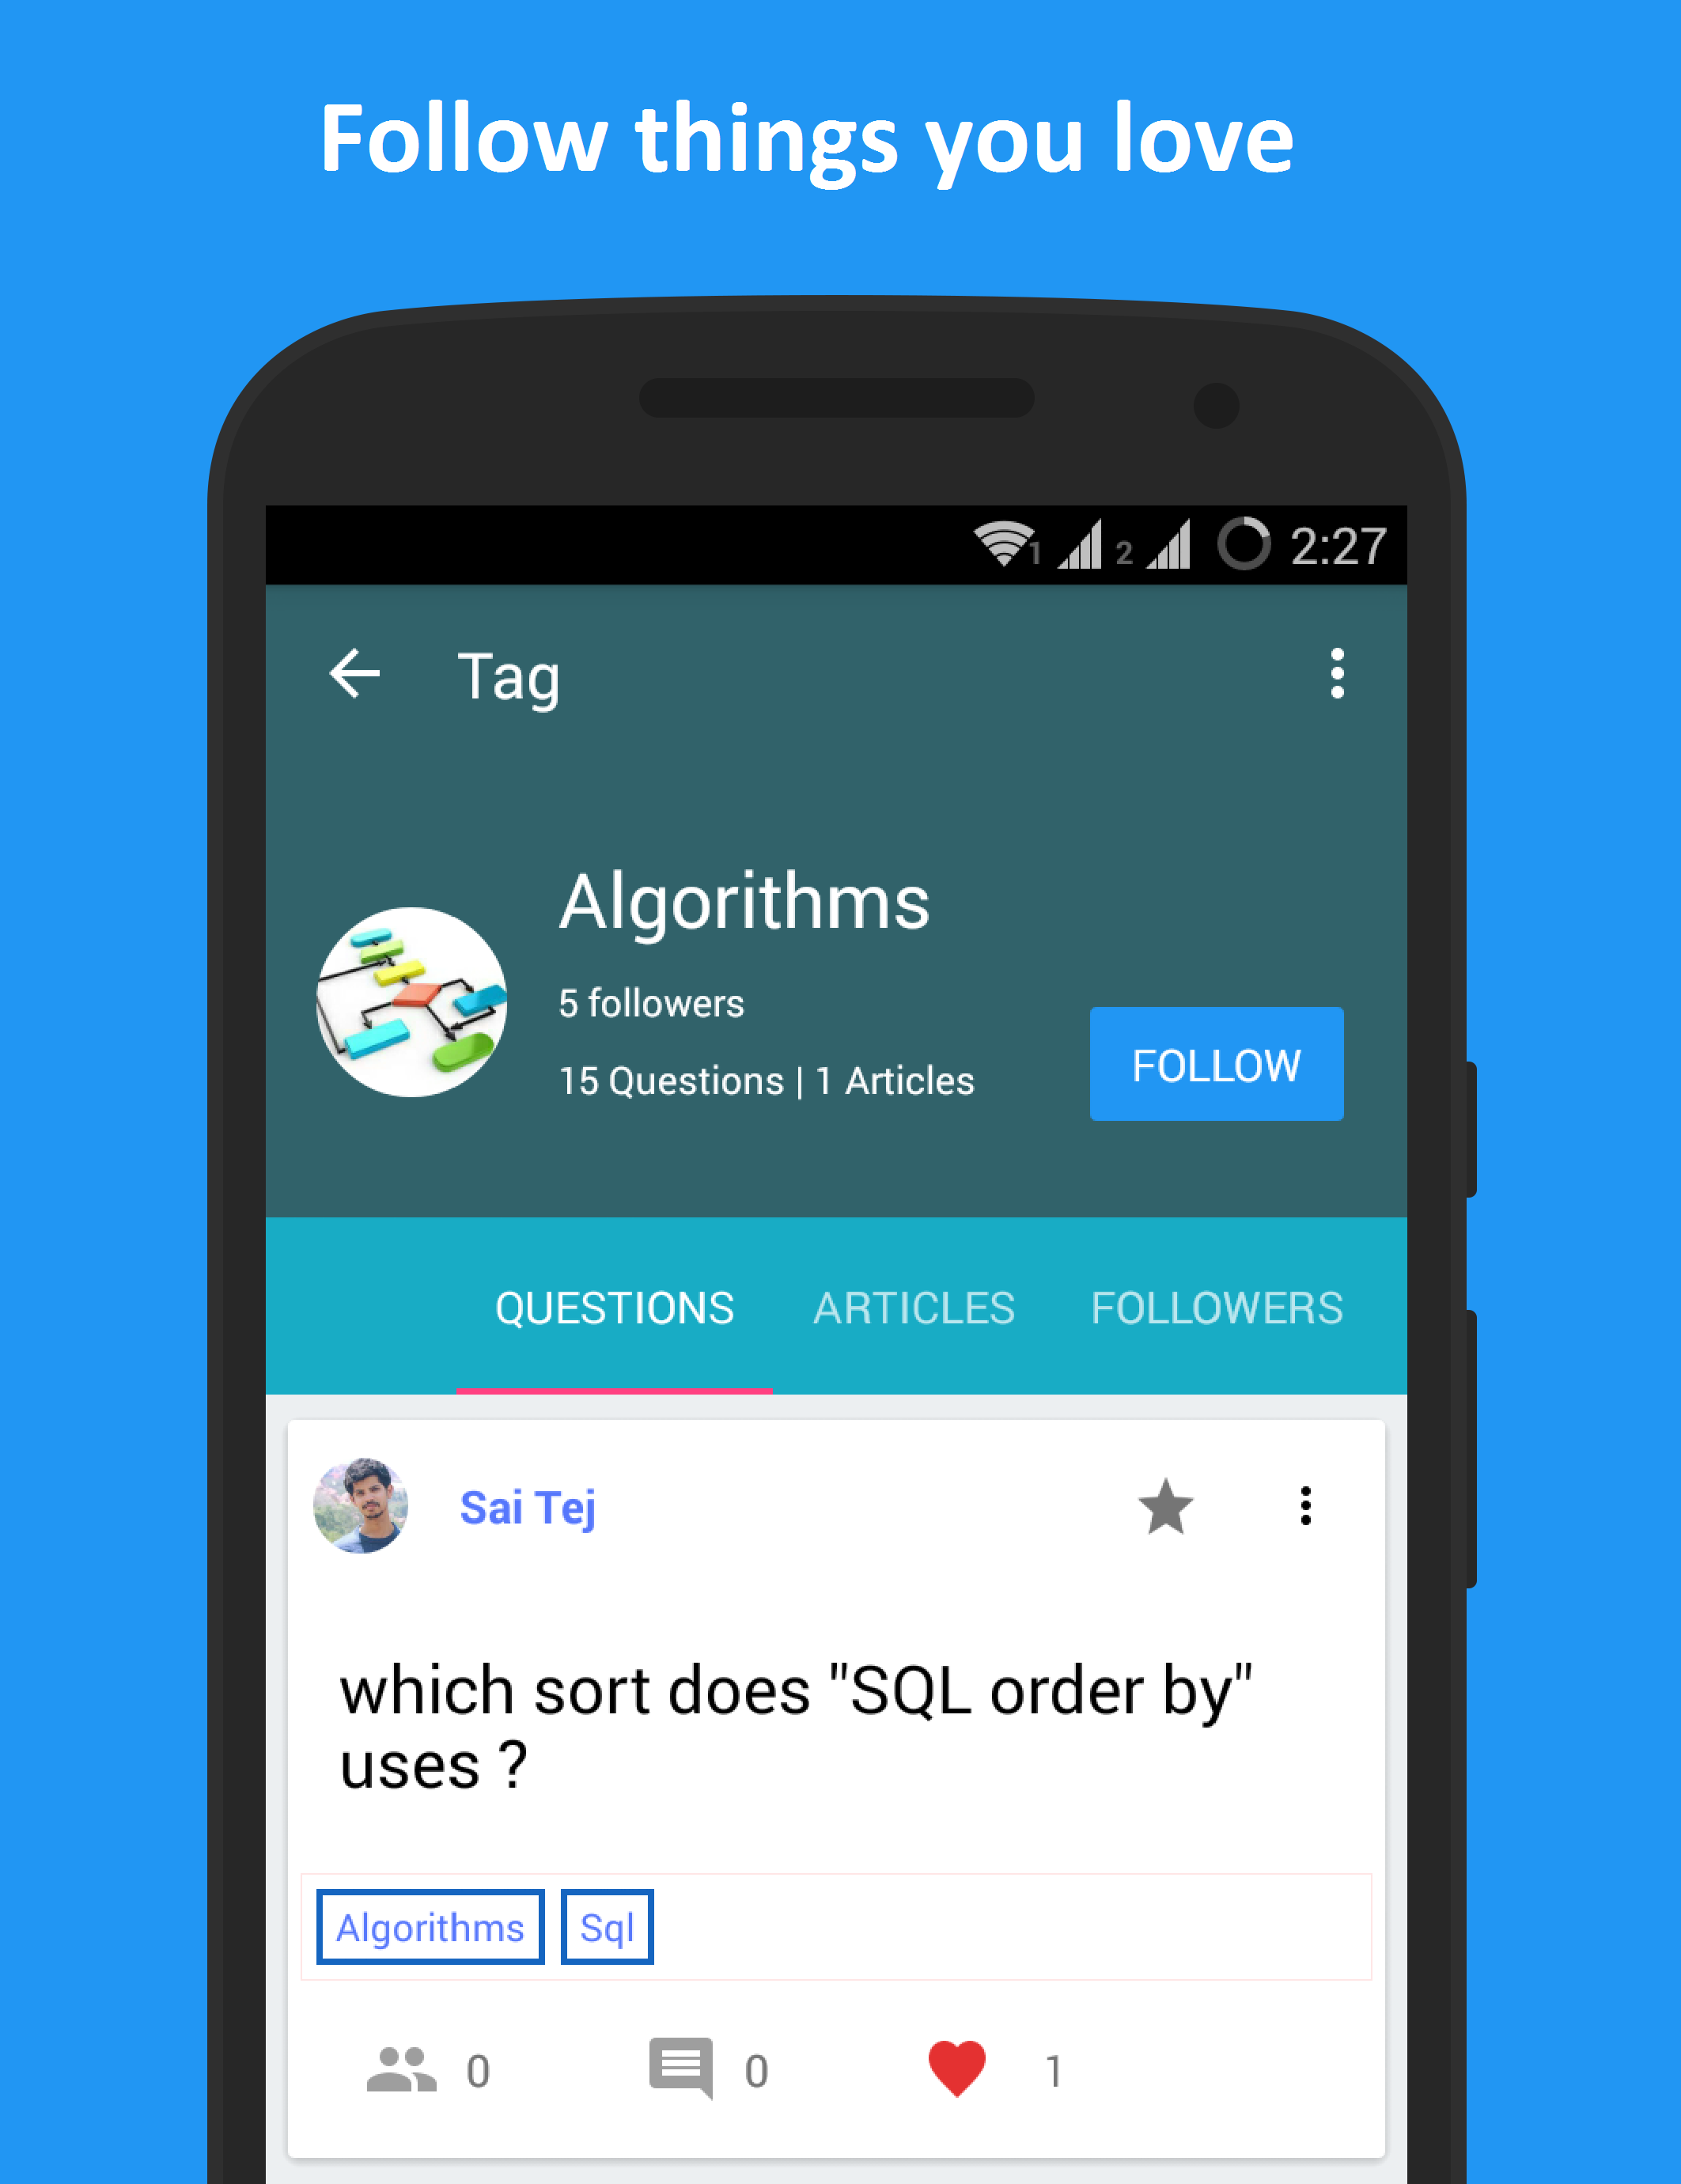 Follow things you love
1 2 2:27
Tag
Algorithms
5 followers
15 Questions | 1 Articles
FOLLOW
QUESTIONS ARTICLES FOLLOWERS
Sai Tej
which sort does "SQL order by"
uses ?
Algorithms Sql
0 0 1